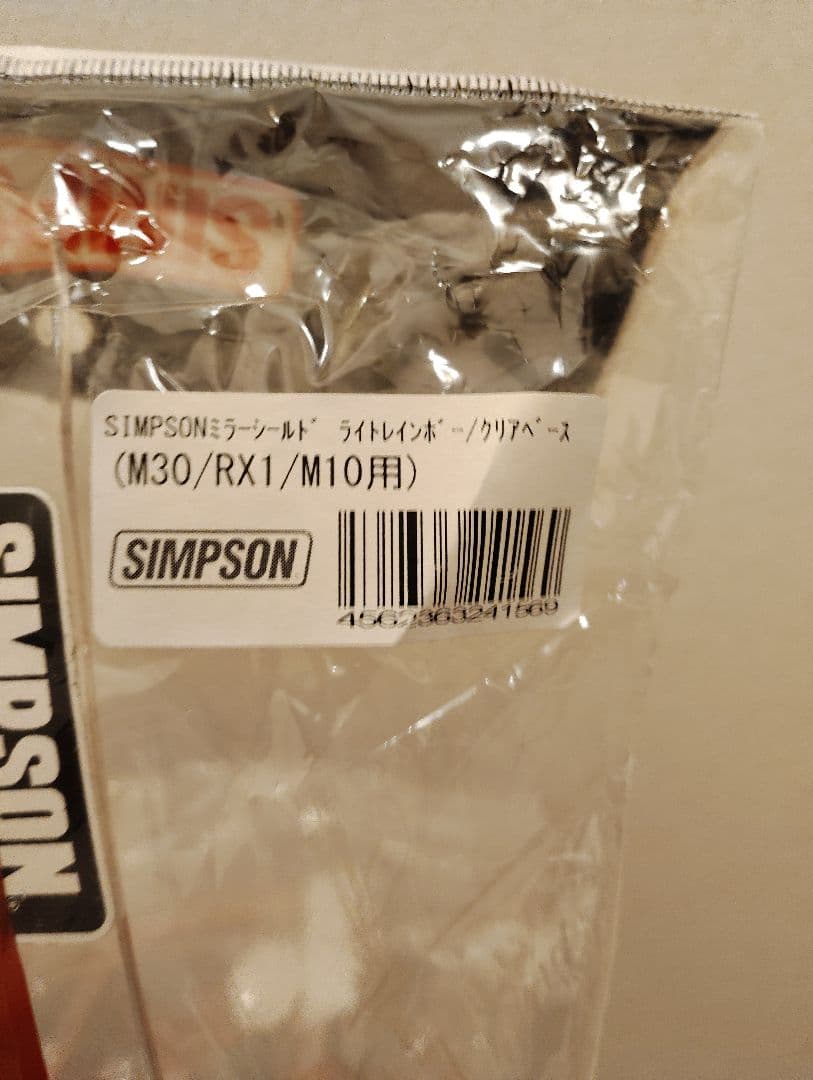 SIMPSONﾐﾗｰｼｰﾙﾄﾞ ﾗｲﾄﾚｲﾝﾎﾞｰ/ｸﾘｱﾍﾞｰｽ
(M30/RX1/M10用)
SIMPSON
4562363241569
SIMPSON